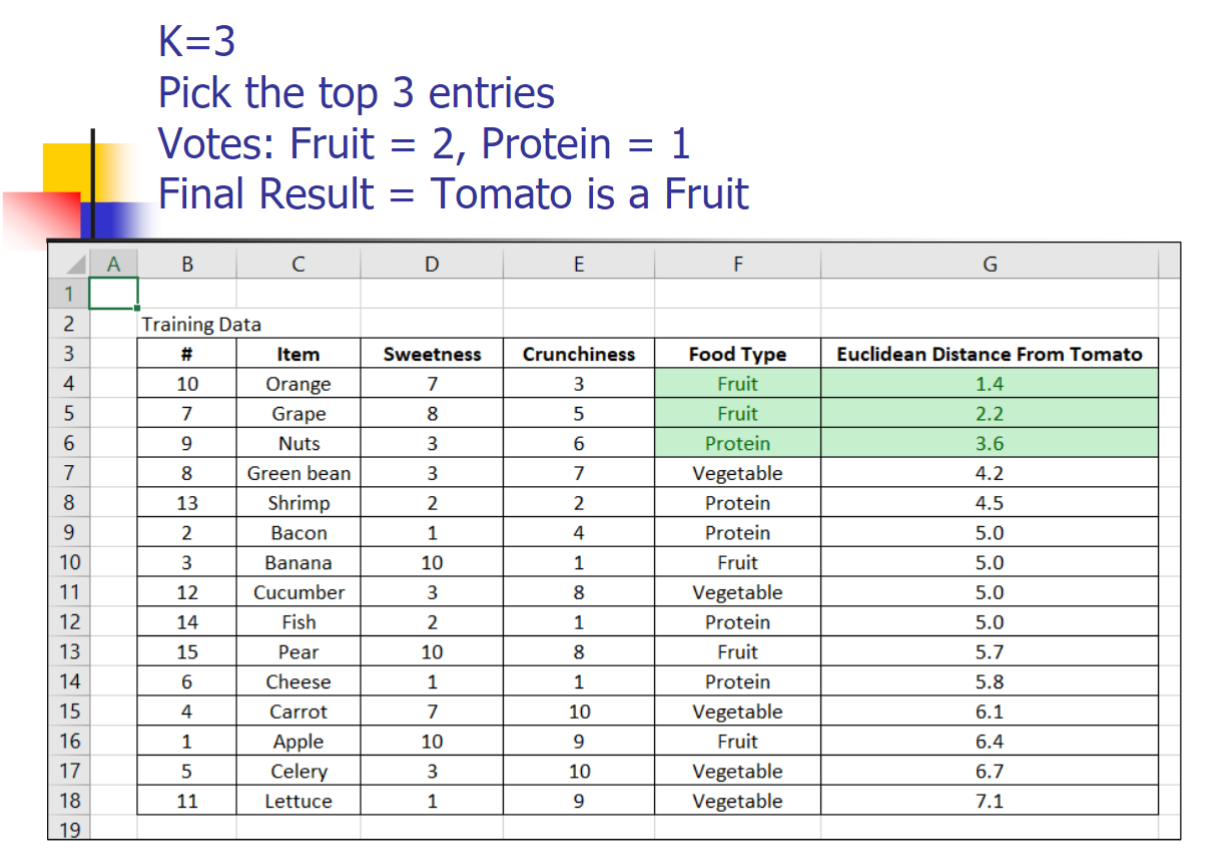 K=3
Pick the top 3 entries
Votes: Fruit = 2, Protein = 1
Final Result = Tomato is a Fruit
A B C D E F G
1
2 Training Data
3 # Item Sweetness Crunchiness Food Type Euclidean Distance From Tomato
4 10 Orange 7 3 Fruit 1.4
5 7 Grape 8 5 Fruit 2.2
6 9 Nuts 3 6 Protein 3.6
7 8 Green bean 3 7 Vegetable 4.2
8 13 Shrimp 2 2 Protein 4.5
9 2 Bacon 1 4 Protein 5.0
10 3 Banana 10 1 Fruit 5.0
11 12 Cucumber 3 8 Vegetable 5.0
12 14 Fish 2 1 Protein 5.0
13 15 Pear 10 8 Fruit 5.7
14 6 Cheese 1 1 Protein 5.8
15 4 Carrot 7 10 Vegetable 6.1
16 1 Apple 10 9 Fruit 6.4
17 5 Celery 3 10 Vegetable 6.7
18 11 Lettuce 1 9 Vegetable 7.1
19